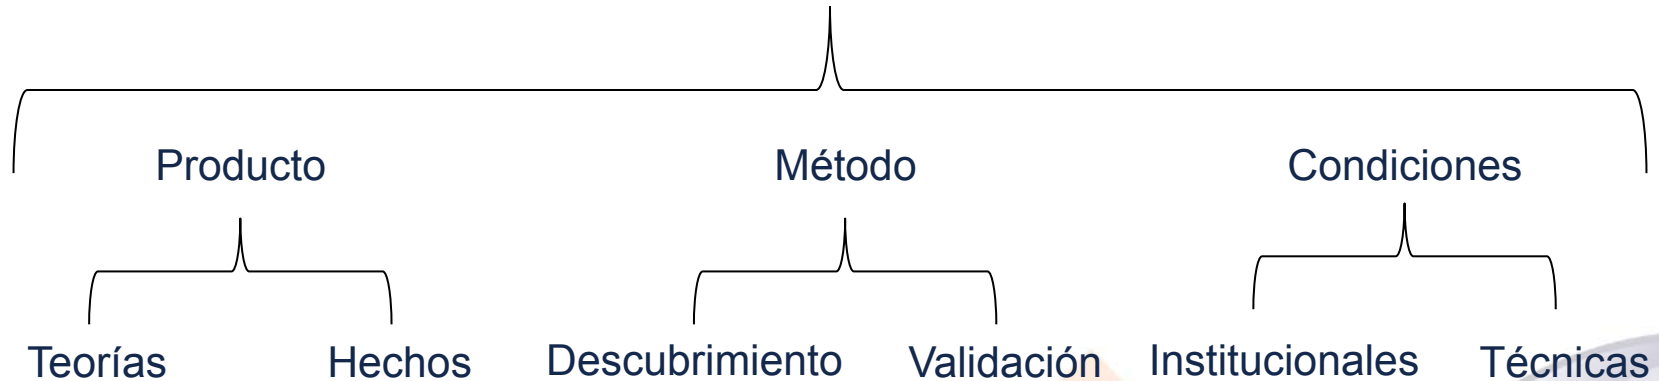 Producto Método Condiciones
Teorías Hechos Descubrimiento Validación Institucionales Técnicas